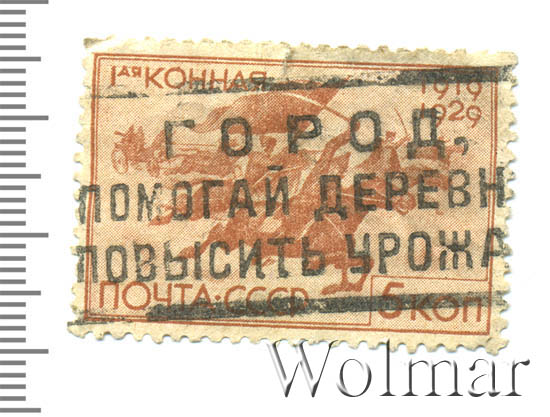 1АЯ КОННАЯ
1919
1929
ГОРОД,
ПОМОГАЙ ДЕРЕВН
ПОВЫСИТЬ УРОЖА
ПОЧТА·СССР
5 КОП
Wolmar